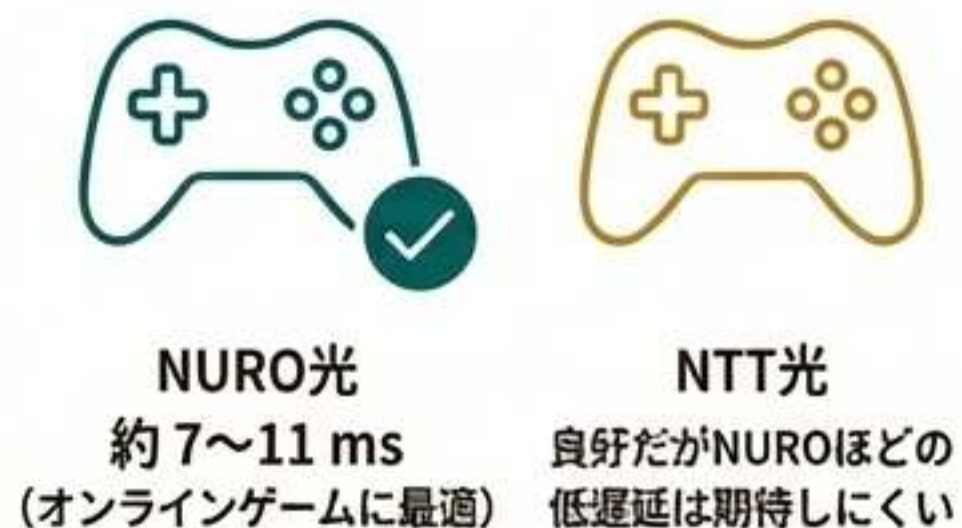 NURO光
約 7〜11 ms
（オンラインゲームに最適）
NTT光
良好だがNUROほどの
低遅延は期待しにくい